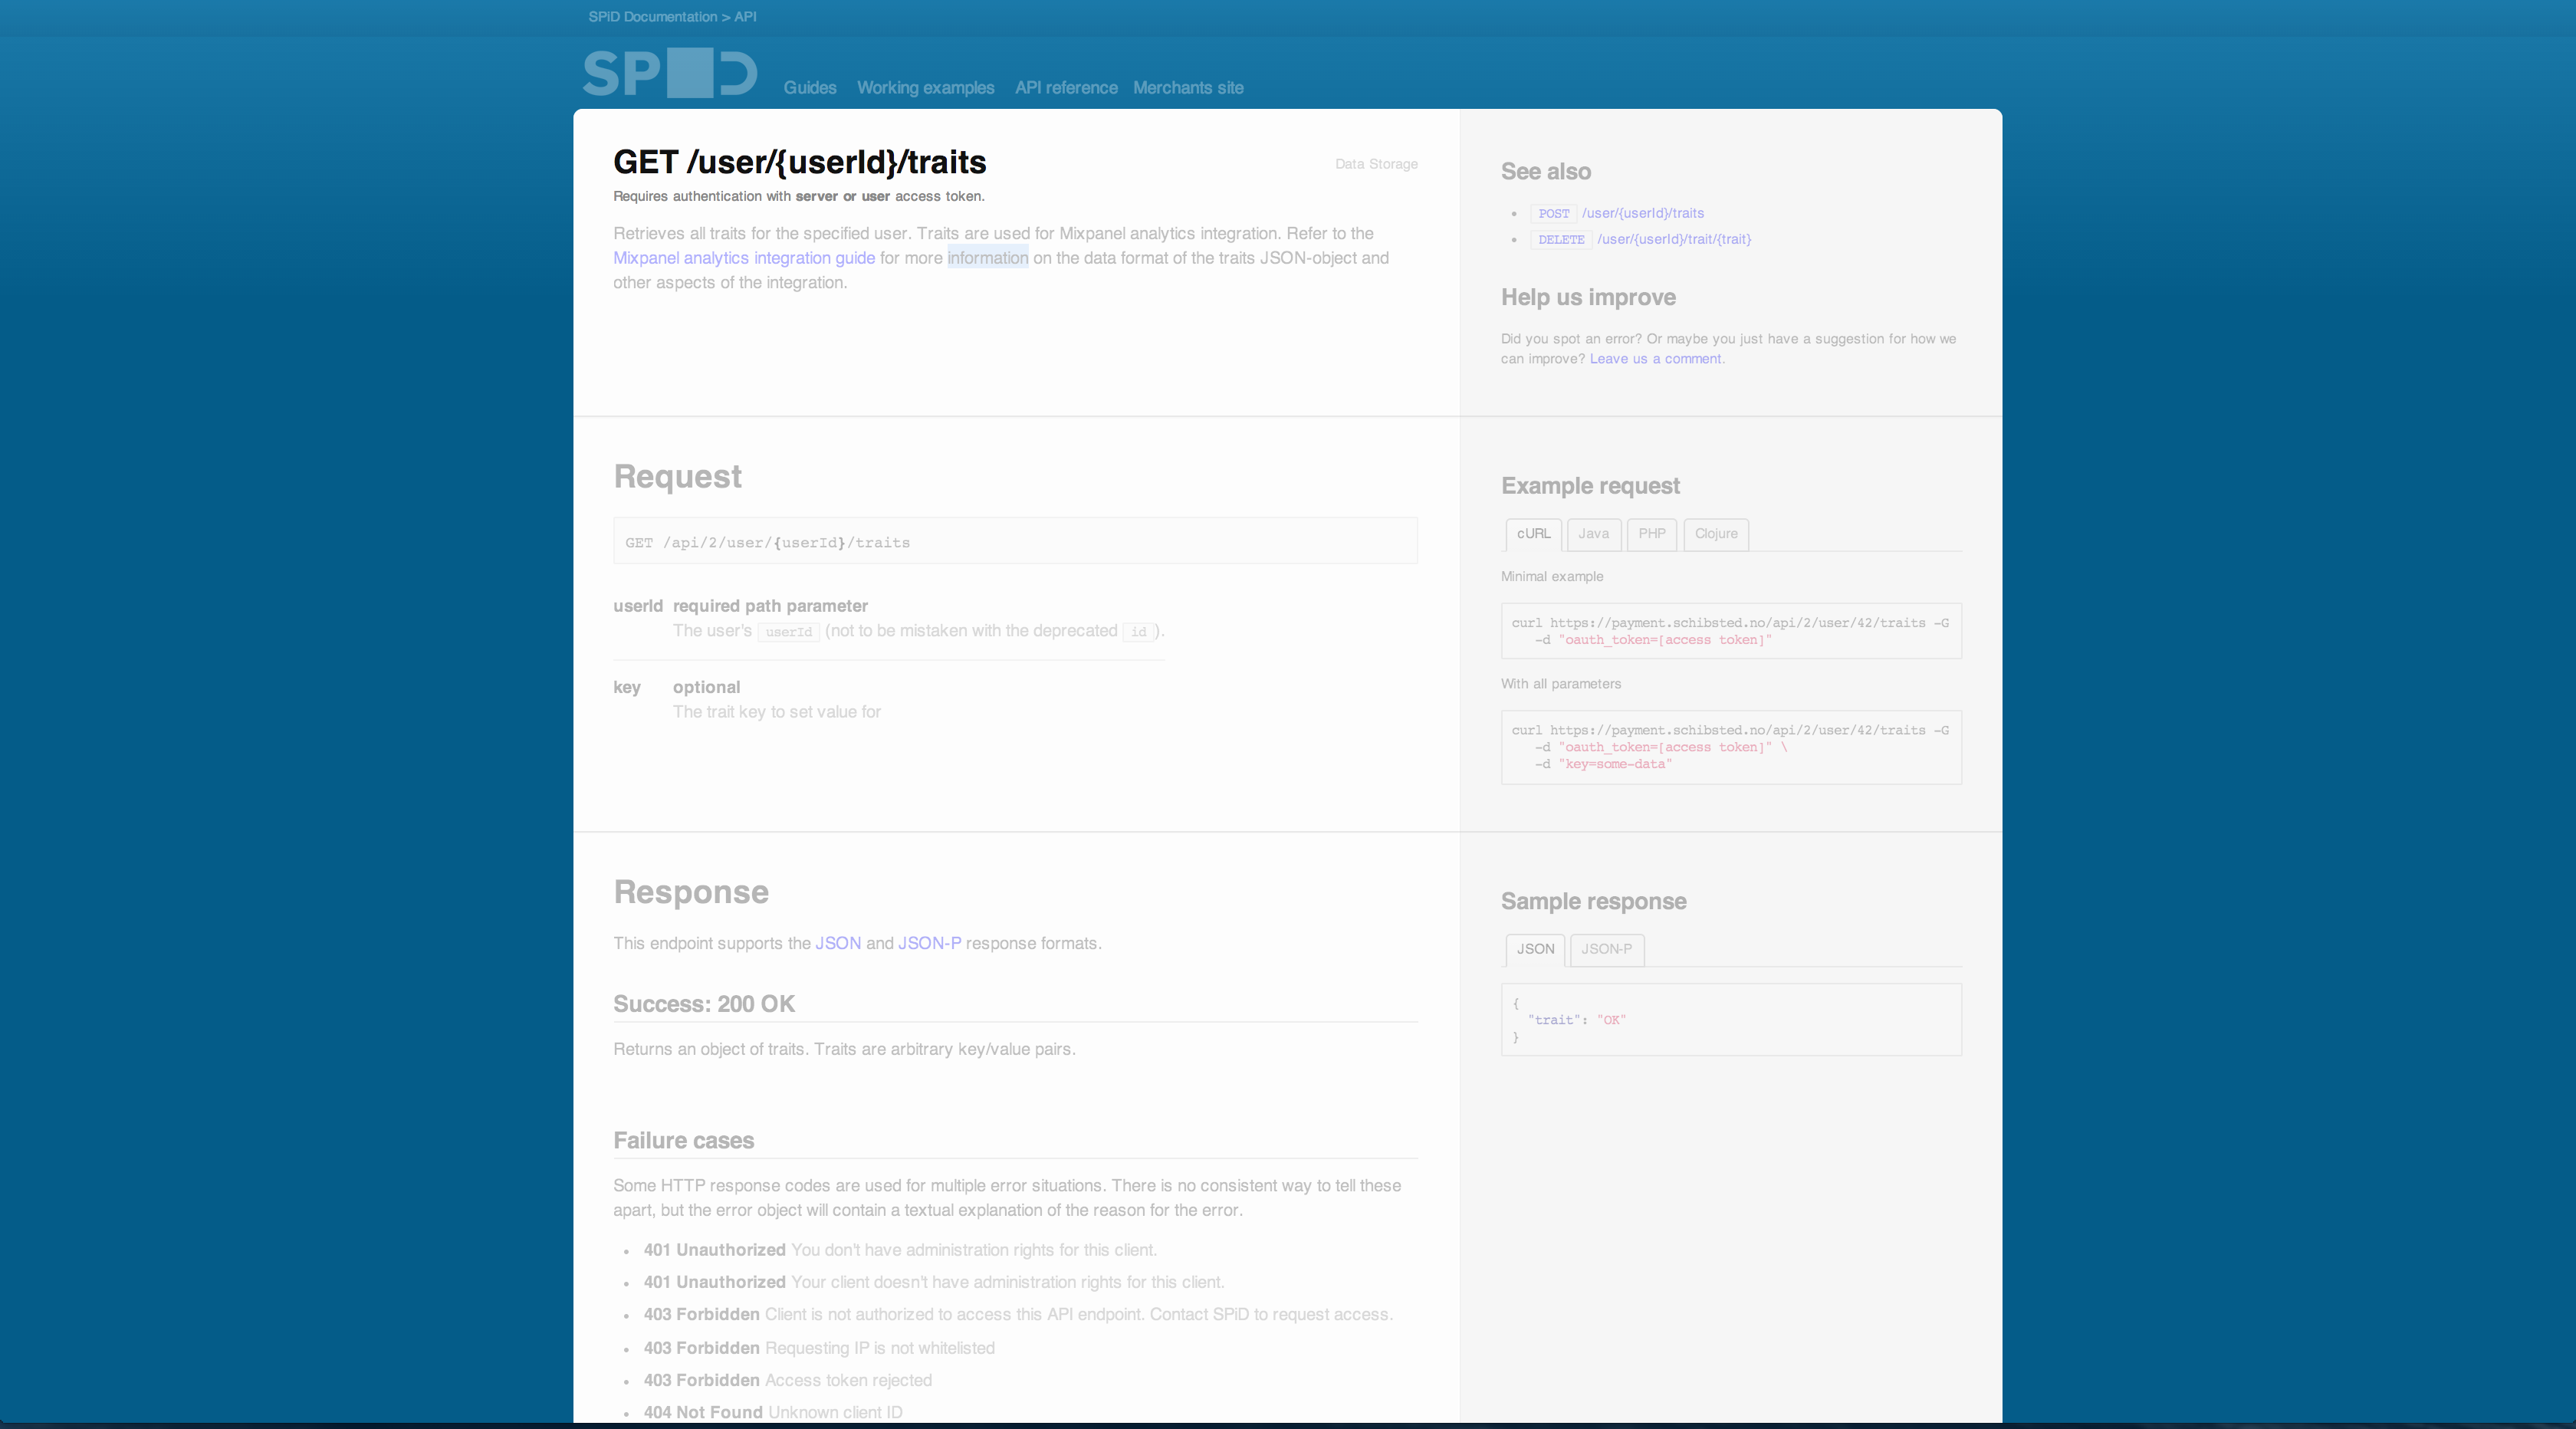 SPiD Documentation > API
SP D
Guides Working examples API reference Merchants site
GET /user/{userId}/traits
Data Storage
Requires authentication with server or user access token.
Retrieves all traits for the specified user. Traits are used for Mixpanel analytics integration. Refer to the
Mixpanel analytics integration guide for more information on the data format of the traits JSON-object and
other aspects of the integration.
See also
• POST /user/{userId}/traits
• DELETE /user/{userId}/trait/{trait}
Help us improve
Did you spot an error? Or maybe you just have a suggestion for how we
can improve? Leave us a comment.
Request
GET /api/2/user/{userId}/traits
userId required path parameter
The user's userId (not to be mistaken with the deprecated id ).
key optional
The trait key to set value for
Example request
cURL Java PHP Clojure
Minimal example
curl https://payment.schibsted.no/api/2/user/42/traits -G
-d "oauth_token=[access token]"
With all parameters
curl https://payment.schibsted.no/api/2/user/42/traits -G
-d "oauth_token=[access token]" \
-d "key=some-data"
Response
This endpoint supports the JSON and JSON-P response formats.
Success: 200 OK
Returns an object of traits. Traits are arbitrary key/value pairs.
Failure cases
Some HTTP response codes are used for multiple error situations. There is no consistent way to tell these
apart, but the error object will contain a textual explanation of the reason for the error.
• 401 Unauthorized You don't have administration rights for this client.
• 401 Unauthorized Your client doesn't have administration rights for this client.
• 403 Forbidden Client is not authorized to access this API endpoint. Contact SPiD to request access.
• 403 Forbidden Requesting IP is not whitelisted
• 403 Forbidden Access token rejected
• 404 Not Found Unknown client ID
Sample response
JSON JSON-P
{
"trait": "OK"
}